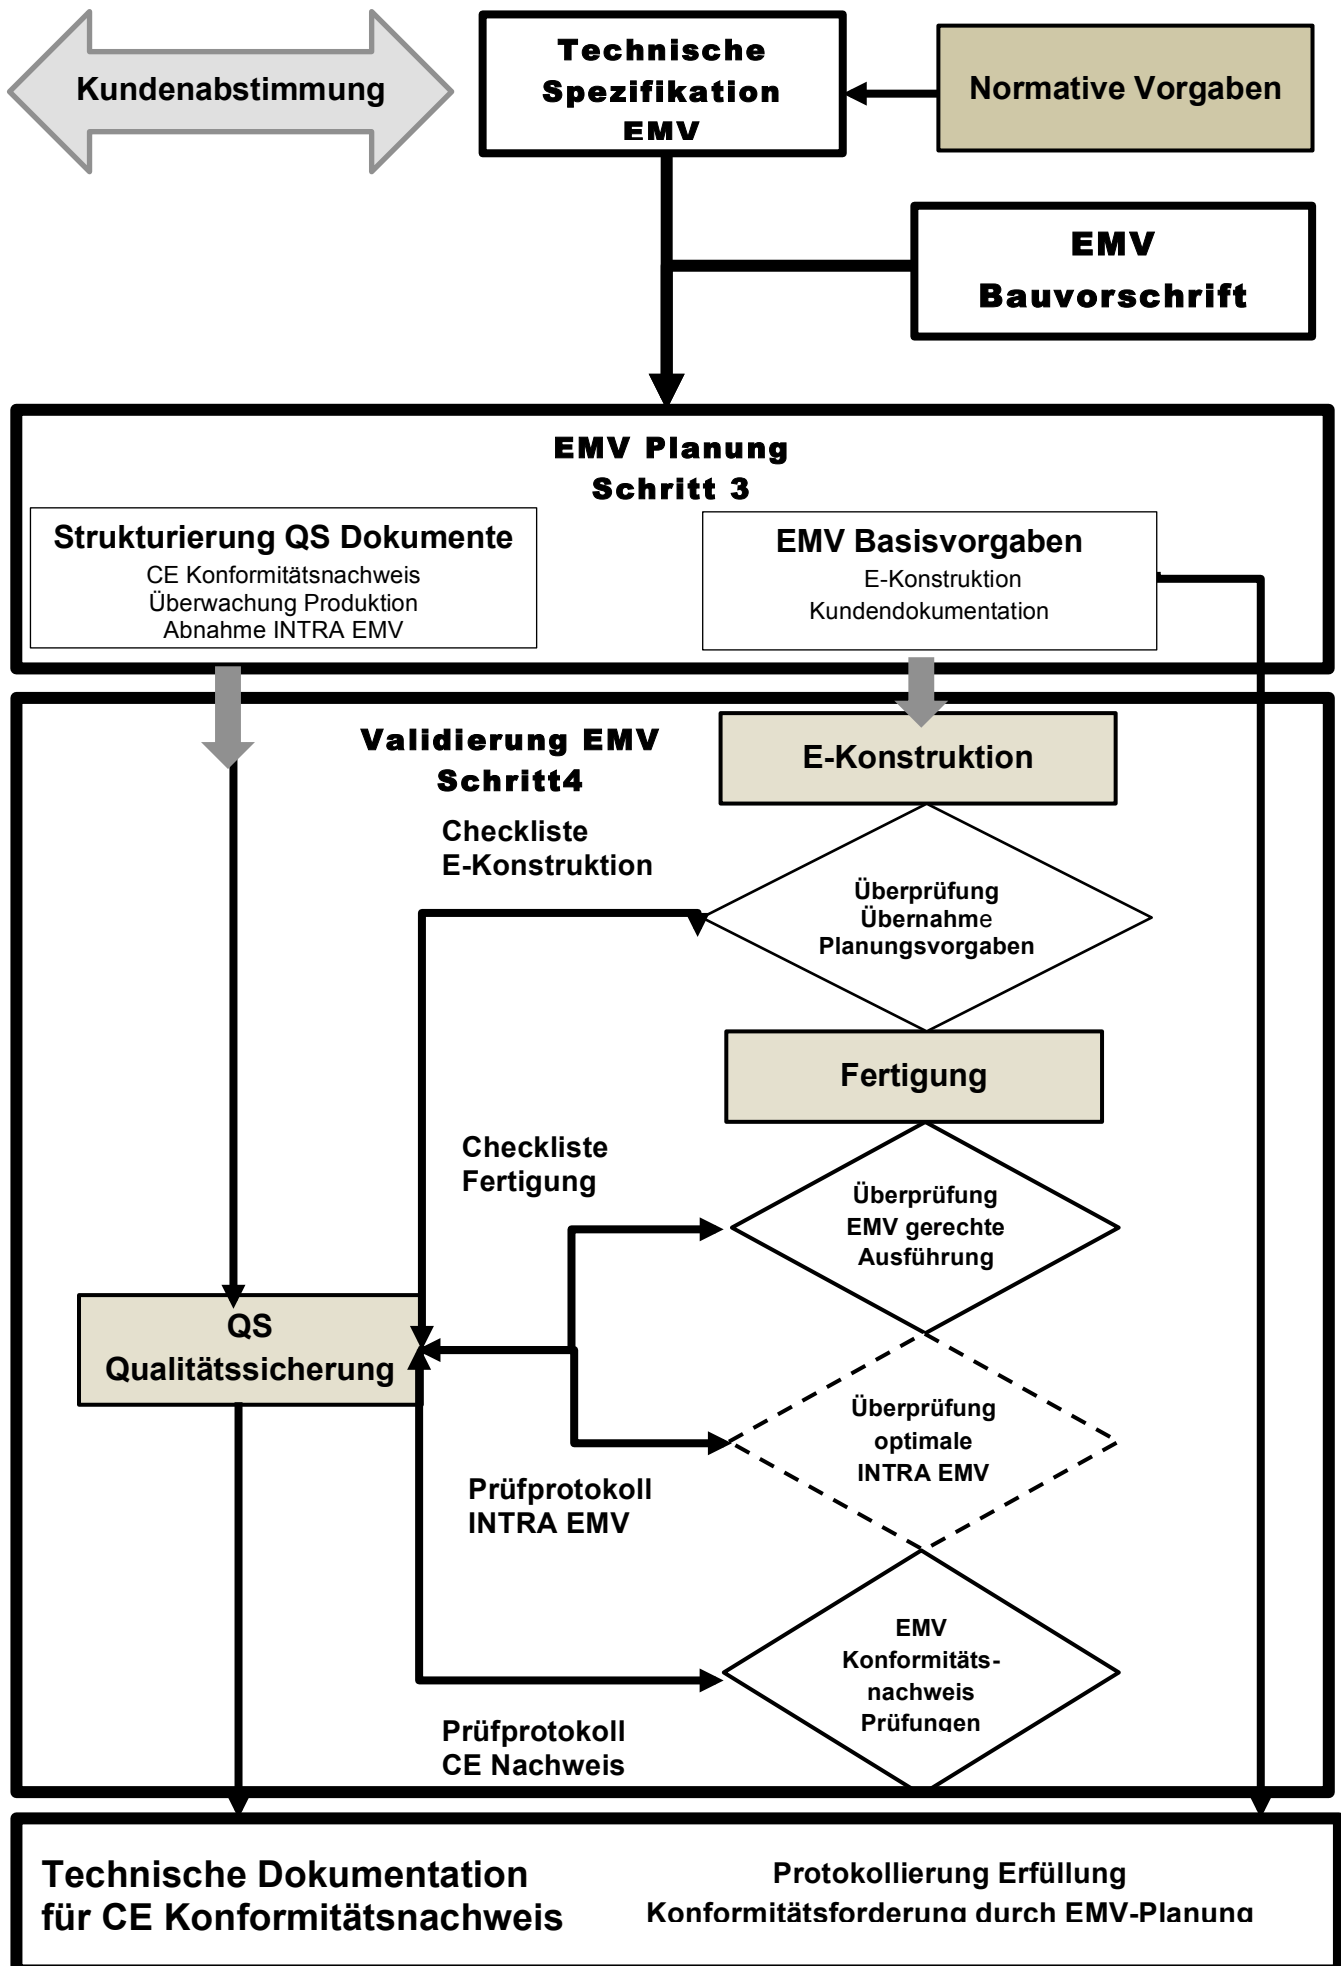 Kundenabstimmung
Technische
Spezifikation
EMV
Normative Vorgaben
EMV
Bauvorschrift
EMV Planung
Schritt 3
Strukturierung QS Dokumente
CE Konformitätsnachweis
Überwachung Produktion
Abnahme INTRA EMV
EMV Basisvorgaben
E-Konstruktion
Kundendokumentation
Validierung EMV
Schritt4
E-Konstruktion
Checkliste
E-Konstruktion
Überprüfung
Übernahme
Planungsvorgaben
Fertigung
Checkliste
Fertigung
Überprüfung
EMV gerechte
Ausführung
QS
Qualitätssicherung
Überprüfung
optimale
INTRA EMV
Prüfprotokoll
INTRA EMV
EMV
Konformitäts-
nachweis
Prüfungen
Prüfprotokoll
CE Nachweis
Technische Dokumentation
für CE Konformitätsnachweis
Protokollierung Erfüllung
Konformitätsforderung durch EMV-Planung